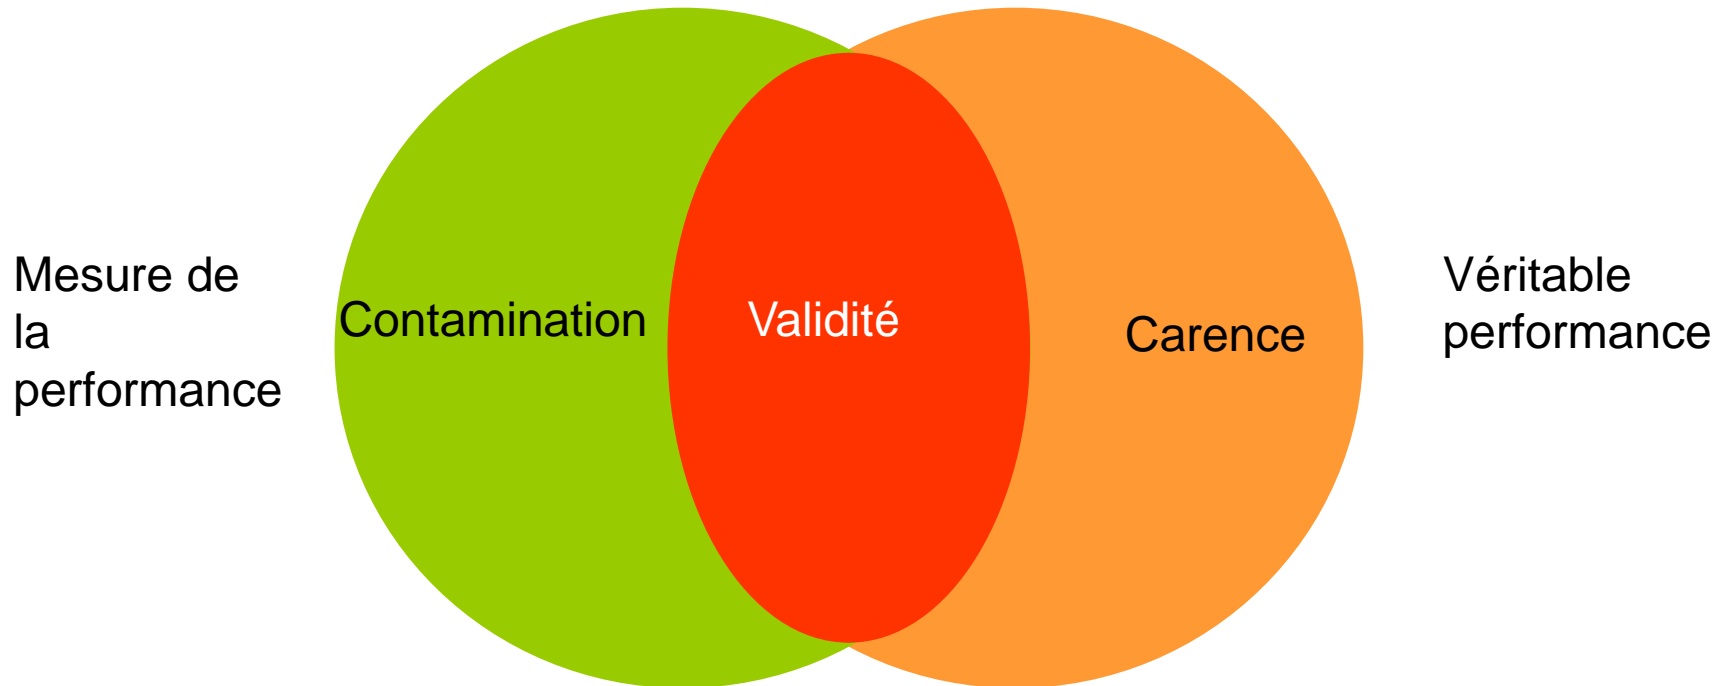 Mesure de
la
performance
Contamination
Validité
Carence
Véritable
performance